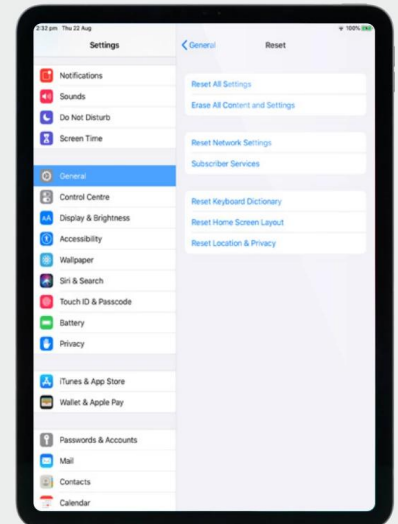 2:32 pm Thu 22 Aug
100%
Settings
Notifications
Sounds
Do Not Disturb
Screen Time
General
Control Centre
Display & Brightness
Accessibility
Wallpaper
Siri & Search
Touch ID & Passcode
Battery
Privacy
iTunes & App Store
Wallet & Apple Pay
Passwords & Accounts
Mail
Contacts
Calendar
General
Reset
Reset All Settings
Erase All Content and Settings
Reset Network Settings
Subscriber Services
Reset Keyboard Dictionary
Reset Home Screen Layout
Reset Location & Privacy